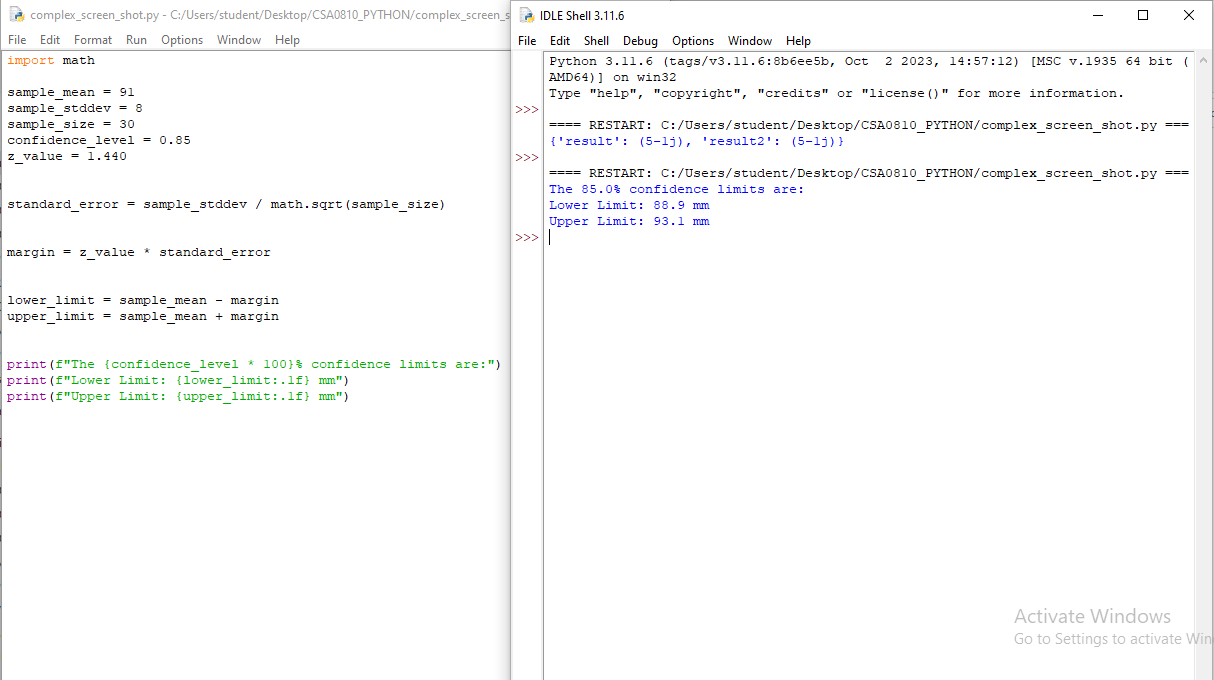 complex_screen_shot.py - C:/Users/student/Desktop/CSA0810_PYTHON/complex_screen_s
File Edit Format Run Options Window Help
import math
sample_mean = 91
sample_stddev = 8
sample_size = 30
confidence_level = 0.85
z_value = 1.440
standard_error = sample_stddev / math.sqrt(sample_size)
margin = z_value * standard_error
lower_limit = sample_mean - margin
upper_limit = sample_mean + margin
print(f"The {confidence_level * 100}% confidence limits are:")
print(f"Lower Limit: {lower_limit:.1f} mm")
print(f"Upper Limit: {upper_limit:.1f} mm")
IDLE Shell 3.11.6
File Edit Shell Debug Options Window Help
Python 3.11.6 (tags/v3.11.6:8b6ee5b, Oct  2 2023, 14:57:12) [MSC v.1935 64 bit (
AMD64)] on win32
Type "help", "copyright", "credits" or "license()" for more information.
>>>
==== RESTART: C:/Users/student/Desktop/CSA0810_PYTHON/complex_screen_shot.py ===
{'result': (5-1j), 'result2': (5-1j)}
>>>
==== RESTART: C:/Users/student/Desktop/CSA0810_PYTHON/complex_screen_shot.py ===
The 85.0% confidence limits are:
Lower Limit: 88.9 mm
Upper Limit: 93.1 mm
>>>
Activate Windows
Go to Settings to activate Win